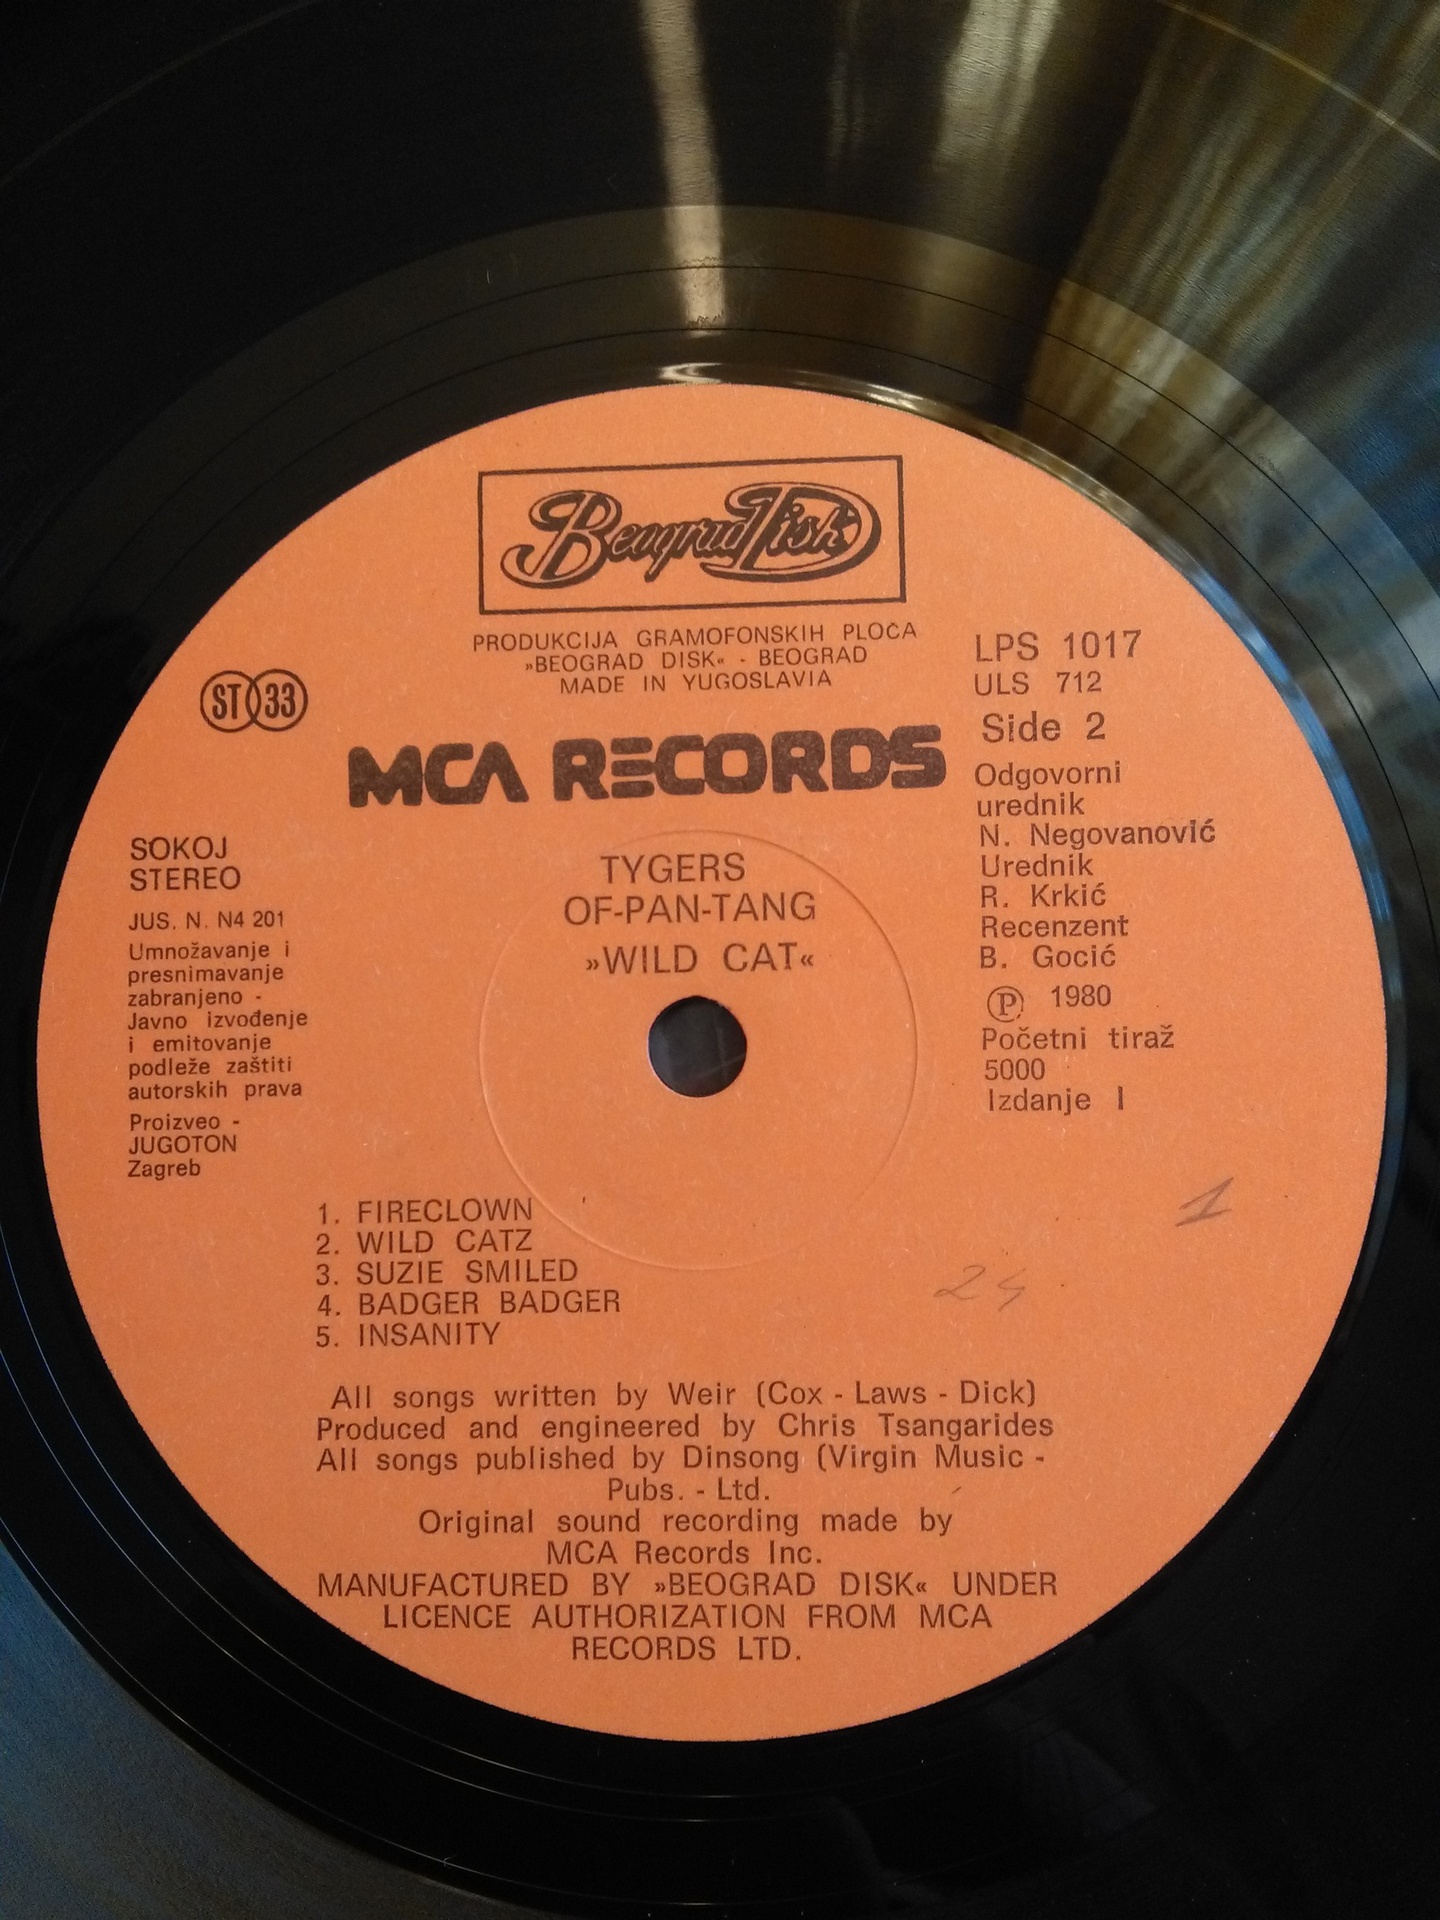 Beograd Disk
PRODUKCIJA GRAMOFONSKIH PLOČA
»BEOGRAD DISK« - BEOGRAD
MADE IN YUGOSLAVIA
ST 33
MCA RECORDS
LPS 1017
ULS 712
Side 2
Odgovorni
urednik
N. Negovanović
Urednik
R. Krkić
Recenzent
B. Gocić
℗ 1980
Početni tiraž
5000
Izdanje I
SOKOJ
STEREO
JUS. N. N4 201
Umnožavanje i
presnimavanje
zabranjeno -
Javno izvođenje
i emitovanje
podleže zaštiti
autorskih prava
Proizveo -
JUGOTON
Zagreb
TYGERS
OF-PAN-TANG
»WILD CAT«
1. FIRECLOWN
2. WILD CATZ
3. SUZIE SMILED
4. BADGER BADGER
5. INSANITY
1
24
All songs written by Weir (Cox - Laws - Dick)
Produced and engineered by Chris Tsangarides
All songs published by Dinsong (Virgin Music -
Pubs. - Ltd.
Original sound recording made by
MCA Records Inc.
MANUFACTURED BY »BEOGRAD DISK« UNDER
LICENCE AUTHORIZATION FROM MCA
RECORDS LTD.